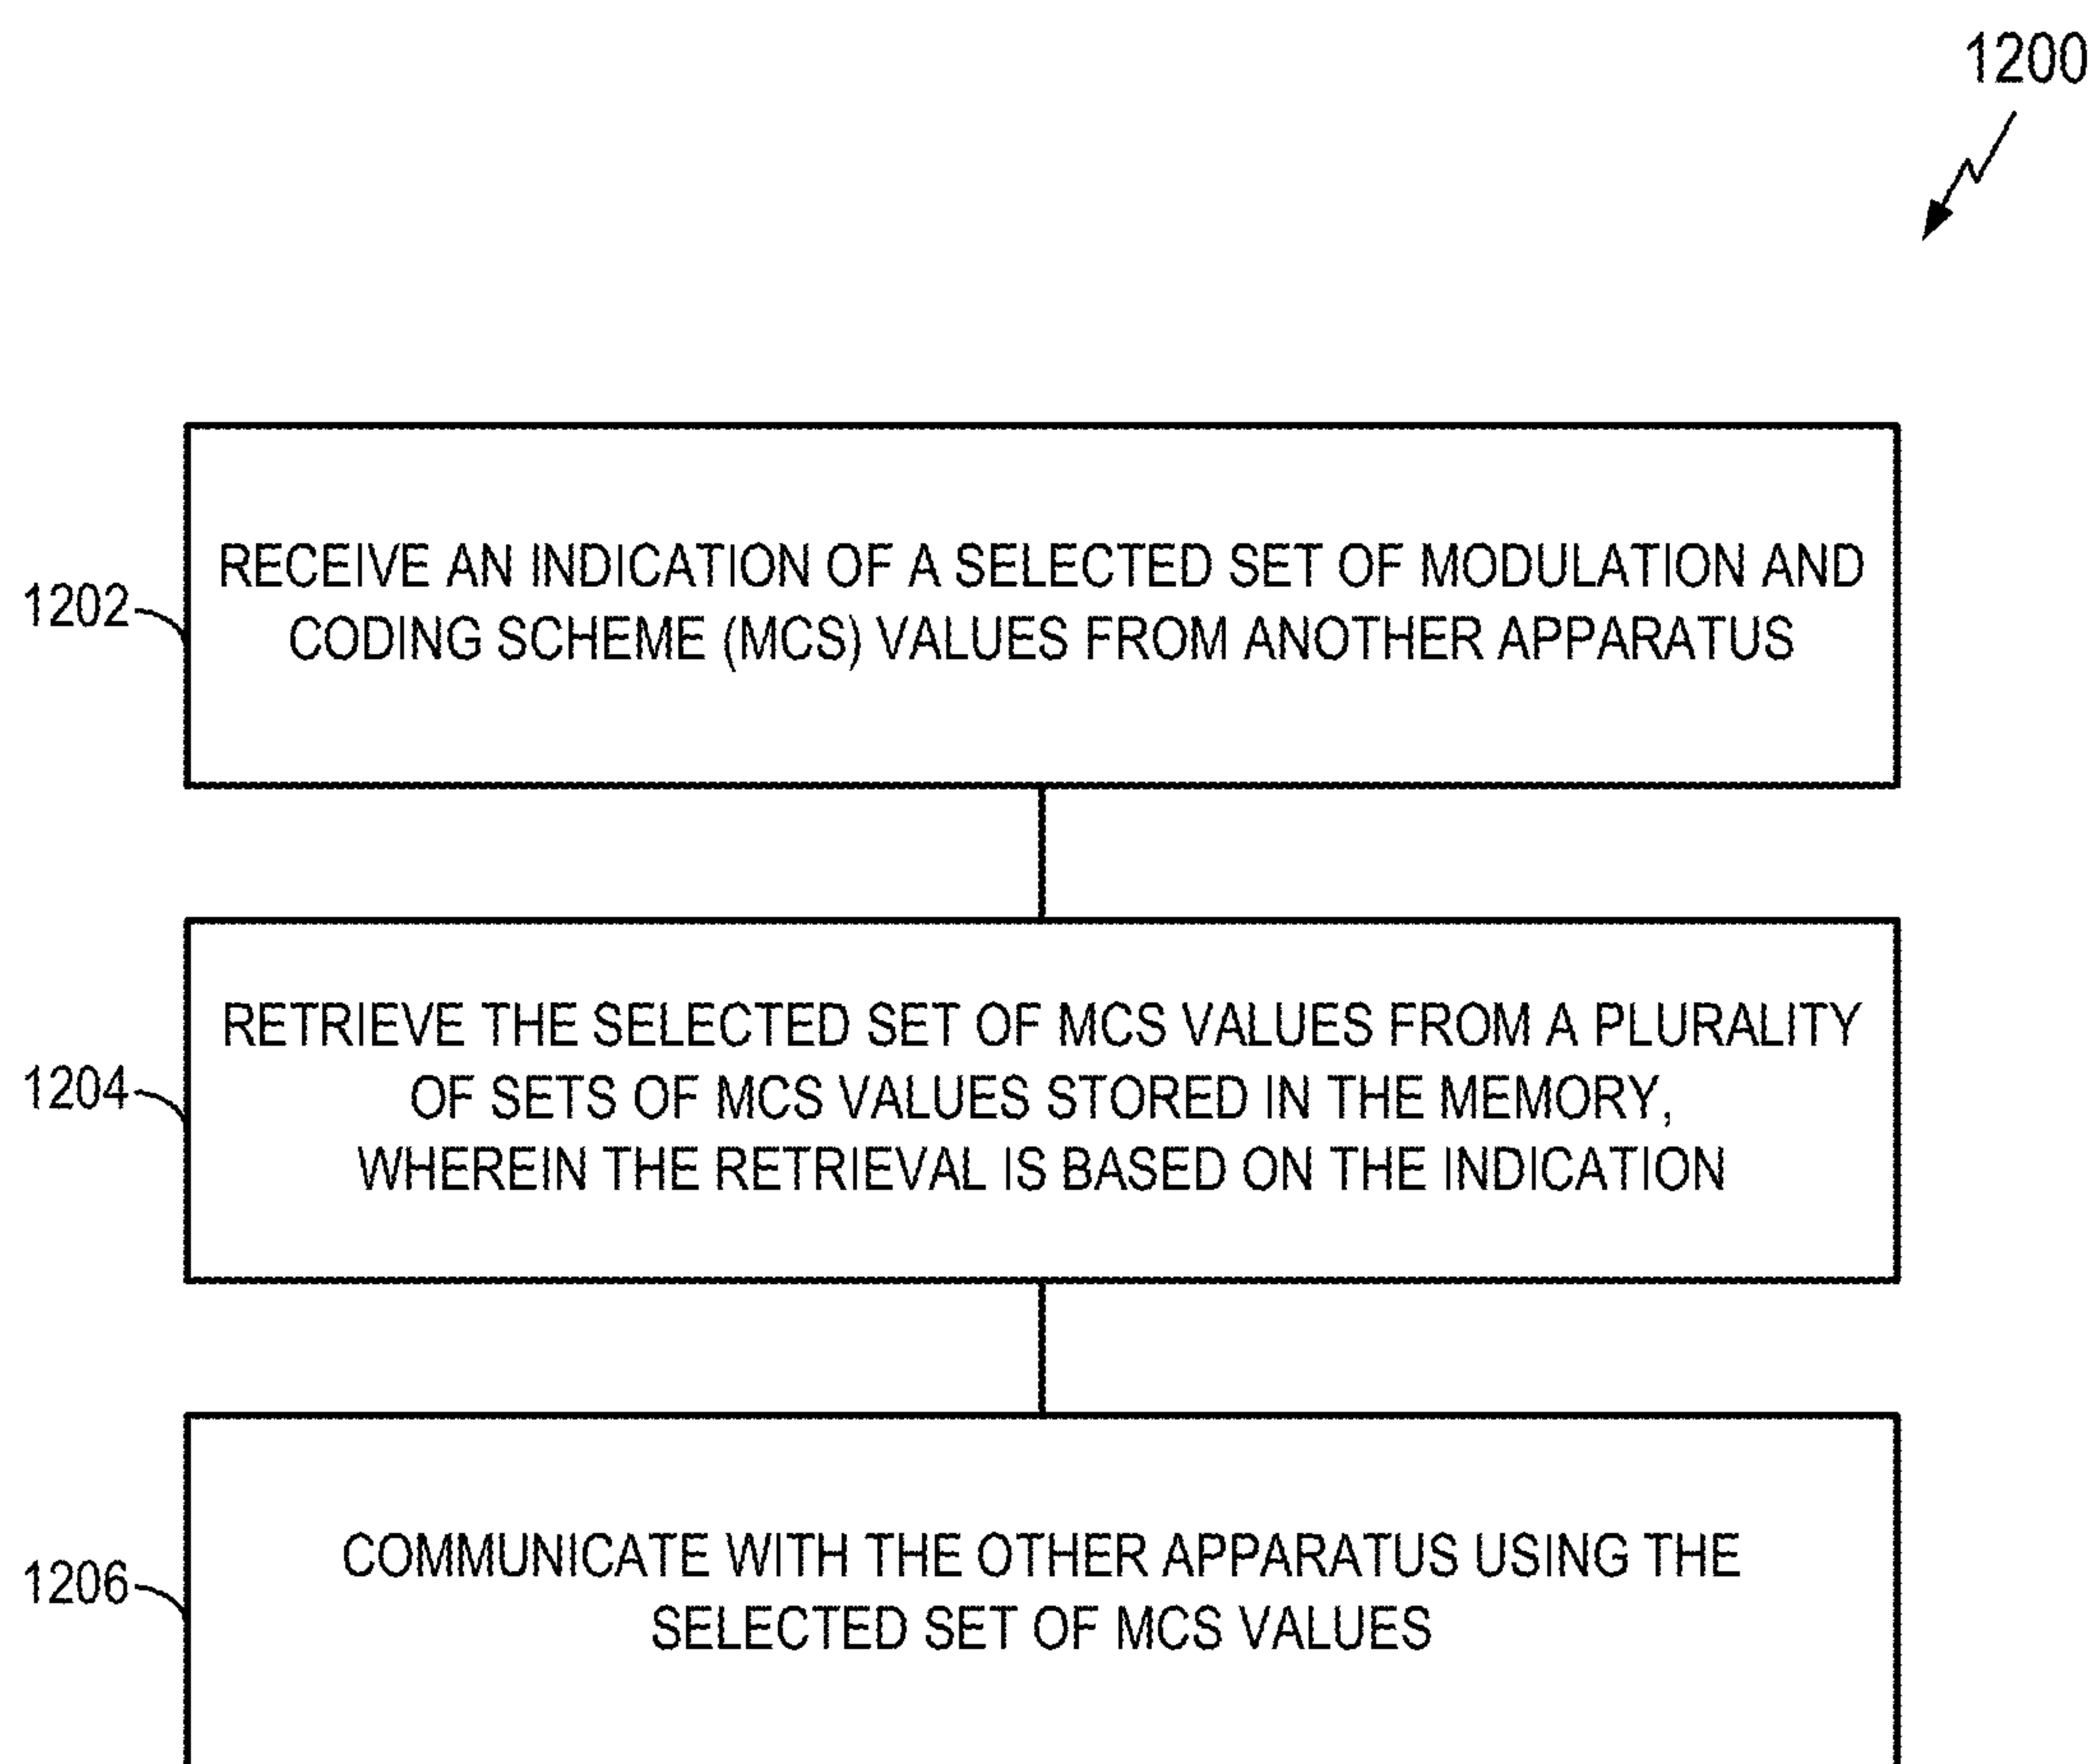 1200
RECEIVE AN INDICATION OF A SELECTED SET OF MODULATION AND
CODING SCHEME (MCS) VALUES FROM ANOTHER APPARATUS
1202
RETRIEVE THE SELECTED SET OF MCS VALUES FROM A PLURALITY
OF SETS OF MCS VALUES STORED IN THE MEMORY,
WHEREIN THE RETRIEVAL IS BASED ON THE INDICATION
1204
COMMUNICATE WITH THE OTHER APPARATUS USING THE
SELECTED SET OF MCS VALUES
1206